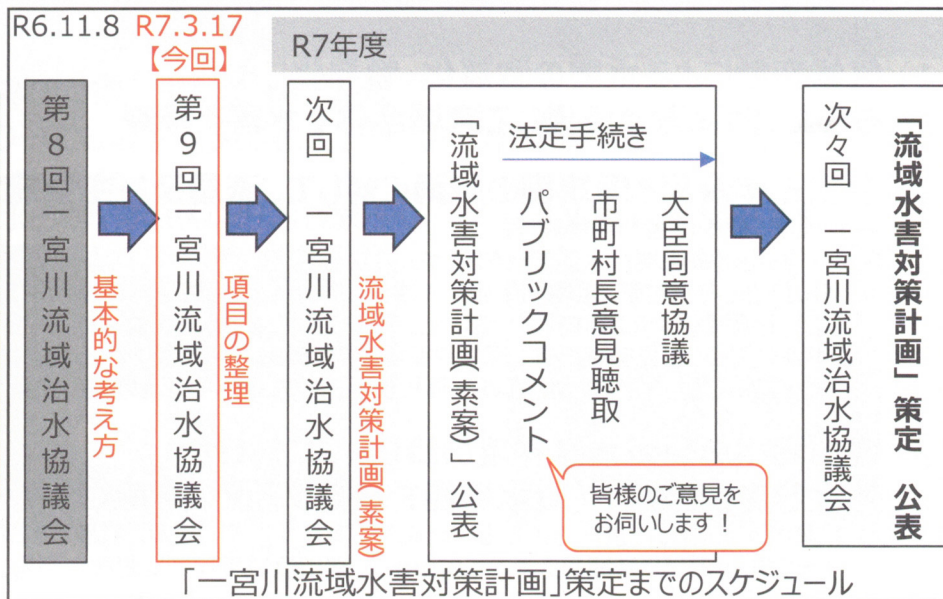 R6.11.8
R7.3.17
【今回】
R7年度
第8回一宮川流域治水協議会
基本的な考え方
第9回一宮川流域治水協議会
項目の整理
次回 一宮川流域治水協議会
流域水害対策計画(素案)
「流域水害対策計画(素案)」公表
法定手続き
パブリックコメント
市町村長意見聴取
大臣同意協議
皆様のご意見を
お伺いします！
次々回 一宮川流域治水協議会
「流域水害対策計画」策定 公表
「一宮川流域水害対策計画」策定までのスケジュール